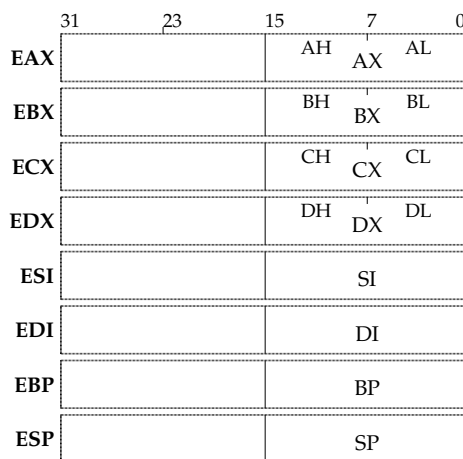 31 23 15 7 0
EAX AH AX AL
EBX BH BX BL
ECX CH CX CL
EDX DH DX DL
ESI SI
EDI DI
EBP BP
ESP SP